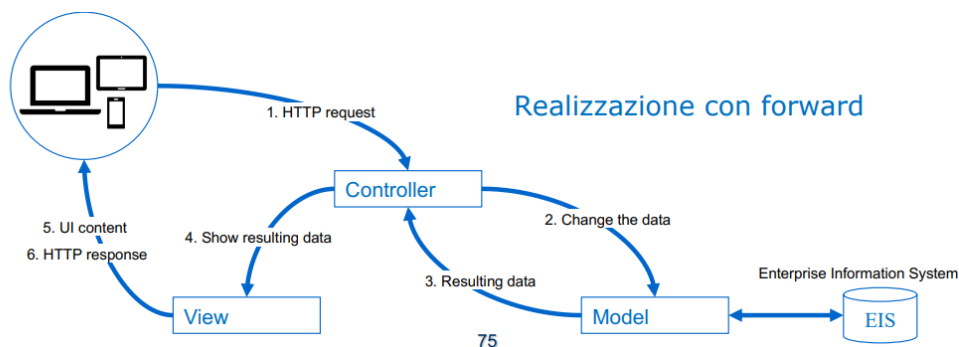 Realizzazione con forward
1. HTTP request
Controller
2. Change the data
4. Show resulting data
3. Resulting data
5. UI content
6. HTTP response
Enterprise Information System
View
Model
EIS
75